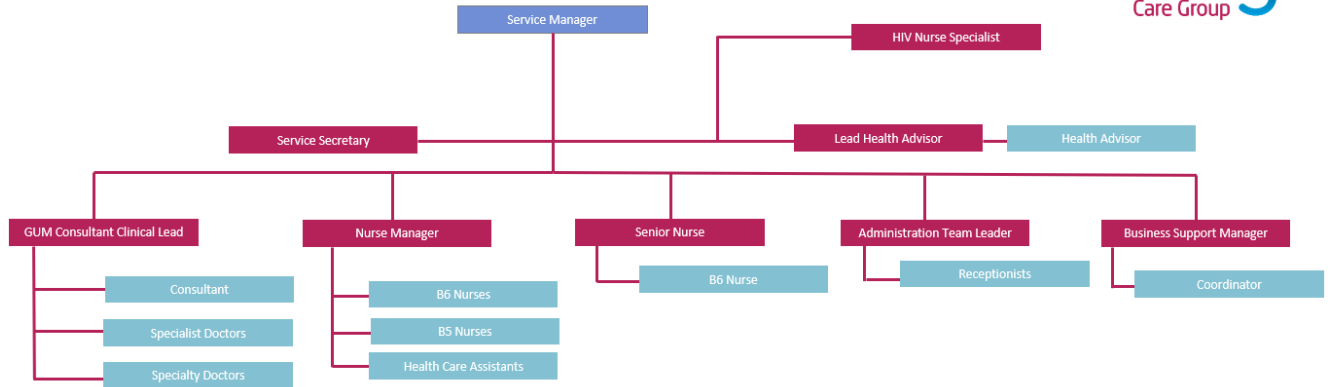 Care Group
Service Manager
HIV Nurse Specialist
Service Secretary
Lead Health Advisor
Health Advisor
GUM Consultant Clinical Lead
Nurse Manager
Senior Nurse
Administration Team Leader
Business Support Manager
Consultant
Specialist Doctors
Specialty Doctors
B6 Nurses
B5 Nurses
Health Care Assistants
B6 Nurse
Receptionists
Coordinator